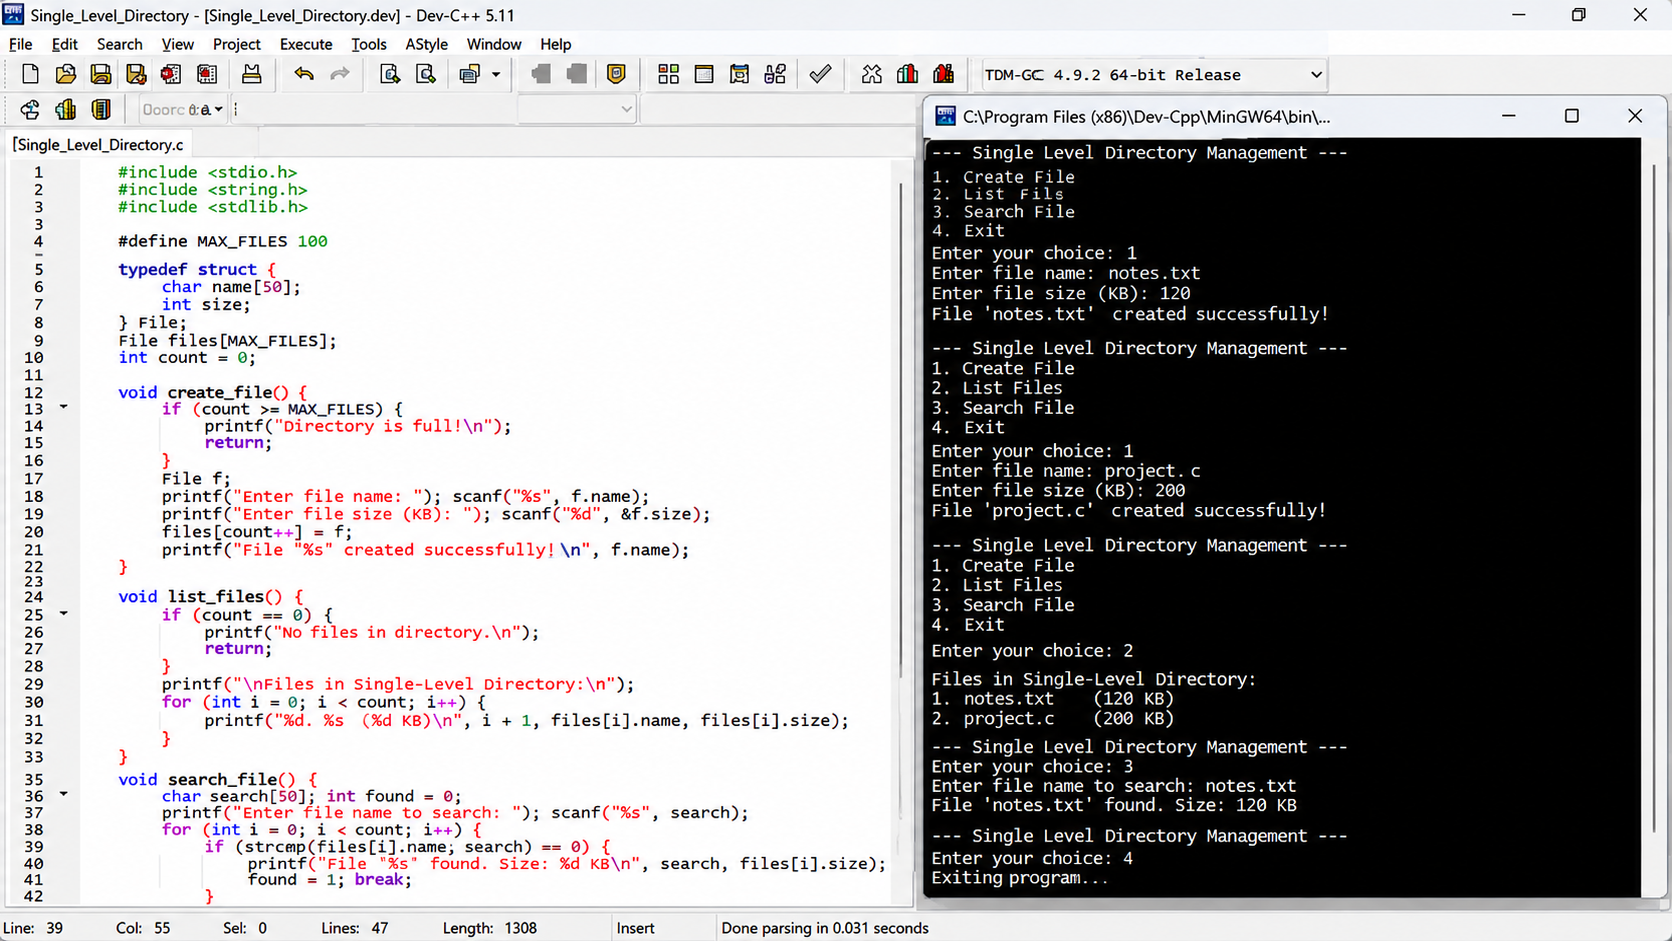 Single_Level_Directory - [Single_Level_Directory.dev] - Dev-C++ 5.11
File Edit Search View Project Execute Tools AStyle Window Help
TDM-GC 4.9.2 64-bit Release
[Single_Level_Directory.c
1 #include <stdio.h>
2 #include <string.h>
3 #include <stdlib.h>
3
4 #define MAX_FILES 100
5 typedef struct {
6 char name[50];
7 int size;
8 } File;
9 File files[MAX_FILES];
10 int count = 0;
11
12 void create_file() {
13 if (count >= MAX_FILES) {
14 printf("Directory is full!\n");
15 return;
16 }
17 File f;
18 printf("Enter file name: "); scanf("%s", f.name);
19 printf("Enter file size (KB): "); scanf("%d", &f.size);
20 files[count++] = f;
21 printf("File "%s" created successfully! \n", f.name);
22 }
23
24 void list_files() {
25 if (count == 0) {
26 printf("No files in directory.\n");
27 return;
28 }
29 printf("\nFiles in Single-Level Directory:\n");
30 for (int i = 0; i < count; i++) {
31 printf("%d. %s (%d KB)\n", i + 1, files[i].name, files[i].size);
32 }
33 }
35 void search_file() {
36 char search[50]; int found = 0;
37 printf("Enter file name to search: "); scanf("%s", search);
38 for (int i = 0; i < count; i++) {
39 if (strcmp(files[i].name; search) == 0) {
40 printf("File "%s" found. Size: %d KB\n", search, files[i].size);
41 found = 1; break;
42 }
C:\Program Files (x86)\Dev-Cpp\MinGW64\bin\...
--- Single Level Directory Management ---
1. Create File
2. List Fils
3. Search File
4. Exit
Enter your choice: 1
Enter file name: notes.txt
Enter file size (KB): 120
File 'notes.txt' created successfully!
--- Single Level Directory Management ---
1. Create File
2. List Files
3. Search File
4. Exit
Enter your choice: 1
Enter file name: project.c
Enter file size (KB): 200
File 'project.c' created successfully!
--- Single Level Directory Management ---
1. Create File
2. List Files
3. Search File
4. Exit
Enter your choice: 2
Files in Single-Level Directory:
1. notes.txt (120 KB)
2. project.c (200 KB)
--- Single Level Directory Management ---
Enter your choice: 3
Enter file name to search: notes.txt
File 'notes.txt' found. Size: 120 KB
--- Single Level Directory Management ---
Enter your choice: 4
Exiting program...
Line: 39 Col: 55 Sel: 0 Lines: 47 Length: 1308 Insert Done parsing in 0.031 seconds